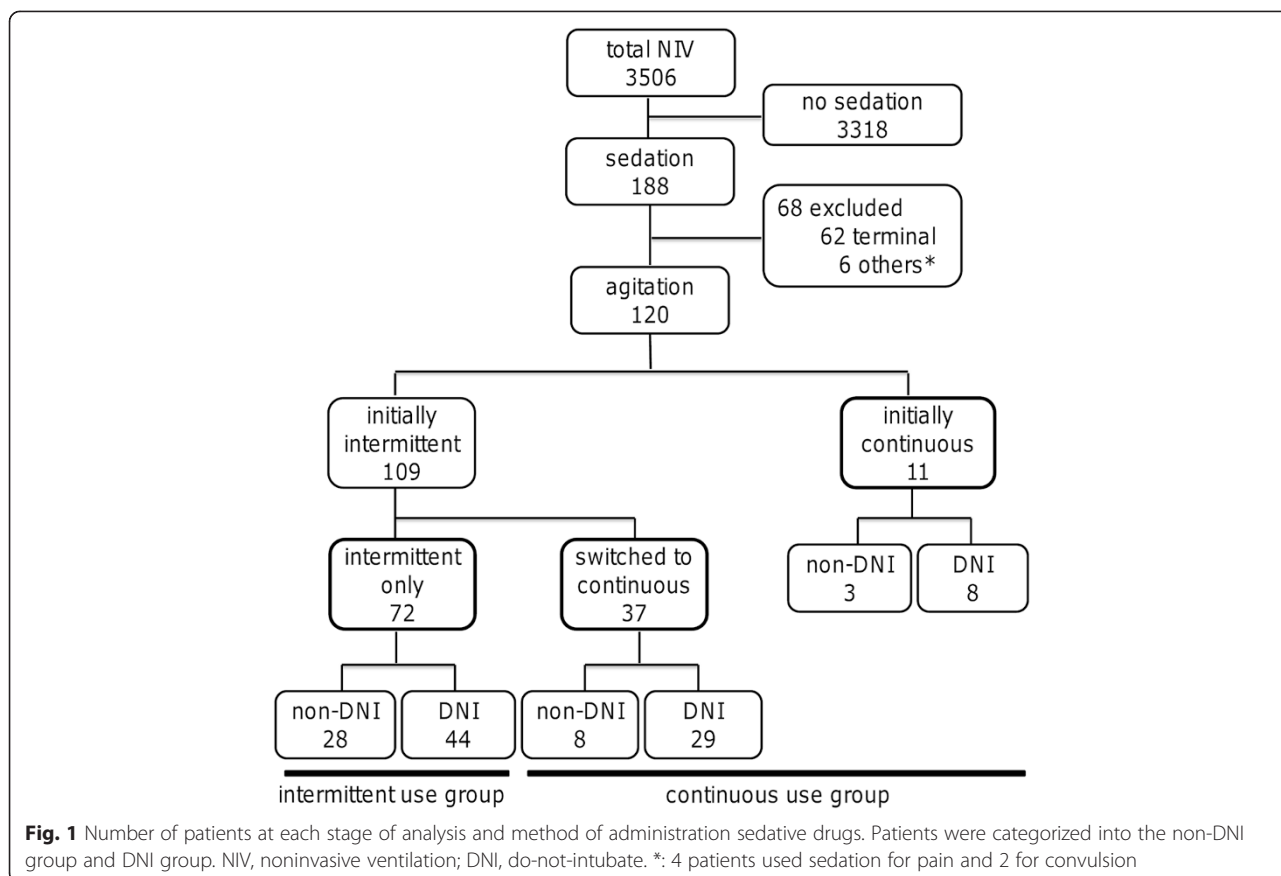 total NIV
3506
no sedation
3318
sedation
188
68 excluded
62 terminal
6 others*
agitation
120
initially
intermittent
109
initially
continuous
11
intermittent
only
72
switched to
continuous
37
non-DNI
3
DNI
8
non-DNI
28
DNI
44
non-DNI
8
DNI
29
intermittent use group
continuous use group
Fig. 1 Number of patients at each stage of analysis and method of administration sedative drugs. Patients were categorized into the non-DNI
group and DNI group. NIV, noninvasive ventilation; DNI, do-not-intubate. *: 4 patients used sedation for pain and 2 for convulsion